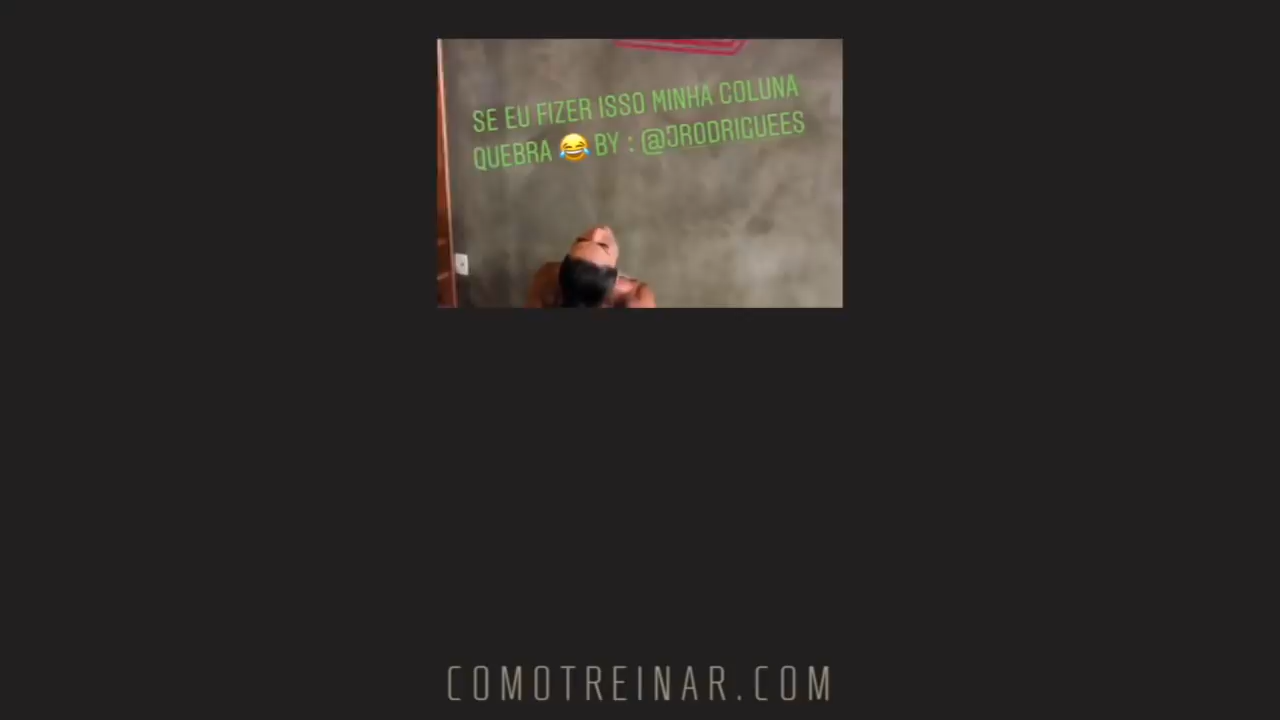 SE EU FIZER ISSO MINHA COLUNA
QUEBRA 😂 BY : @JRODRIGUEES
COMOTREINAR.COM